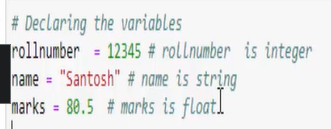 # Declaring the variables
rollnumber  = 12345 # rollnumber  is integer
name = "Santosh" # name is string
marks = 80.5  # marks is float